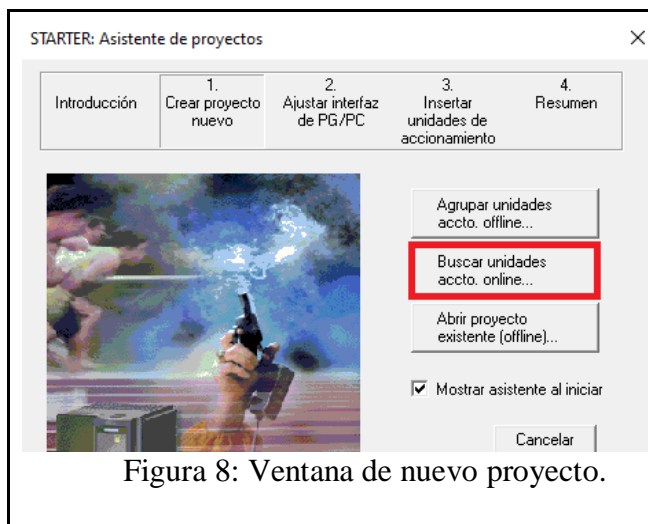 STARTER: Asistente de proyectos
Introducción
1.
Crear proyecto
nuevo
2.
Ajustar interfaz
de PG/PC
3.
Insertar
unidades de
accionamiento
4.
Resumen
Agrupar unidades
accto. offline...
Buscar unidades
accto. online...
Abrir proyecto
existente (offline)...
Mostrar asistente al iniciar
Cancelar
Figura 8: Ventana de nuevo proyecto.